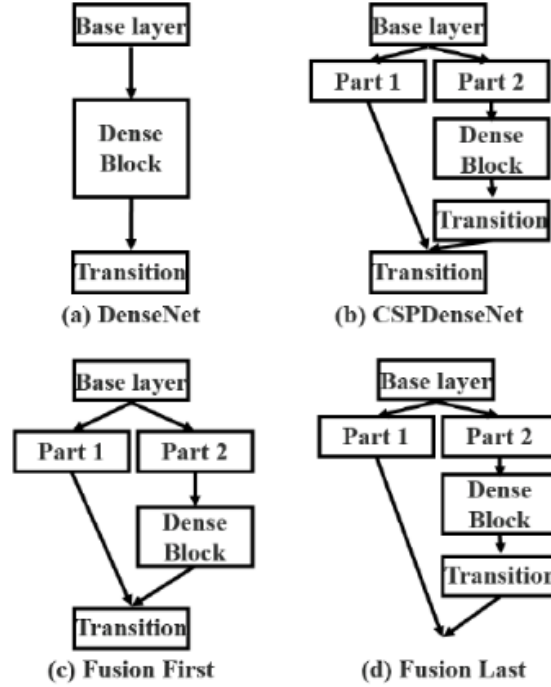 Base layer
Dense
Block
Transition
(a) DenseNet
Base layer
Part 1
Part 2
Dense
Block
Transition
Transition
(b) CSPDenseNet
Base layer
Part 1
Part 2
Dense
Block
Transition
(c) Fusion First
Base layer
Part 1
Part 2
Dense
Block
Transition
(d) Fusion Last